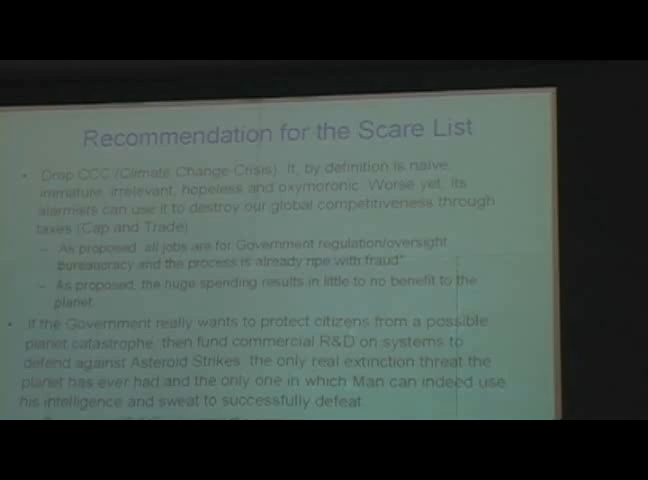 Recommendation for the Scare List
• Drop CCC (Climate Change Crisis). It, by definition is naive,
immature, irrelevant, hopeless and oxymoronic. Worse yet, its
alarmists can use it to destroy our global competitiveness through
taxes (Cap and Trade)
– As proposed, all jobs are for Government regulation/oversight
bureauocracy and the process is already ripe with fraud"
– As proposed, the huge spending results in little to no benefit to the
planet.
• If the Government really wants to protect citizens from a possible
planet catastrophe, then fund commercial R&D on systems to
defend against Asteroid Strikes, the only real extinction threat the
planet has ever had and the only one in which Man can indeed use
his intelligence and sweat to successfully defeat.